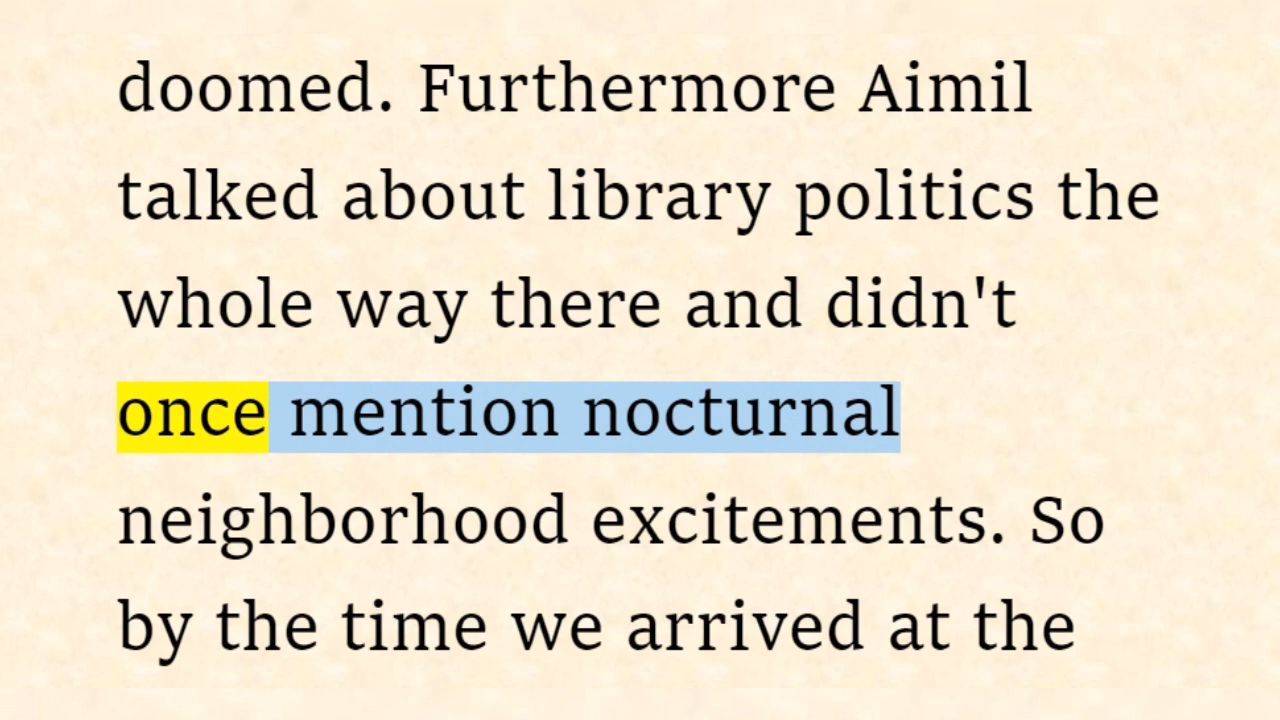 doomed. Furthermore Aimil
talked about library politics the
whole way there and didn't
once mention nocturnal
neighborhood excitements. So
by the time we arrived at the